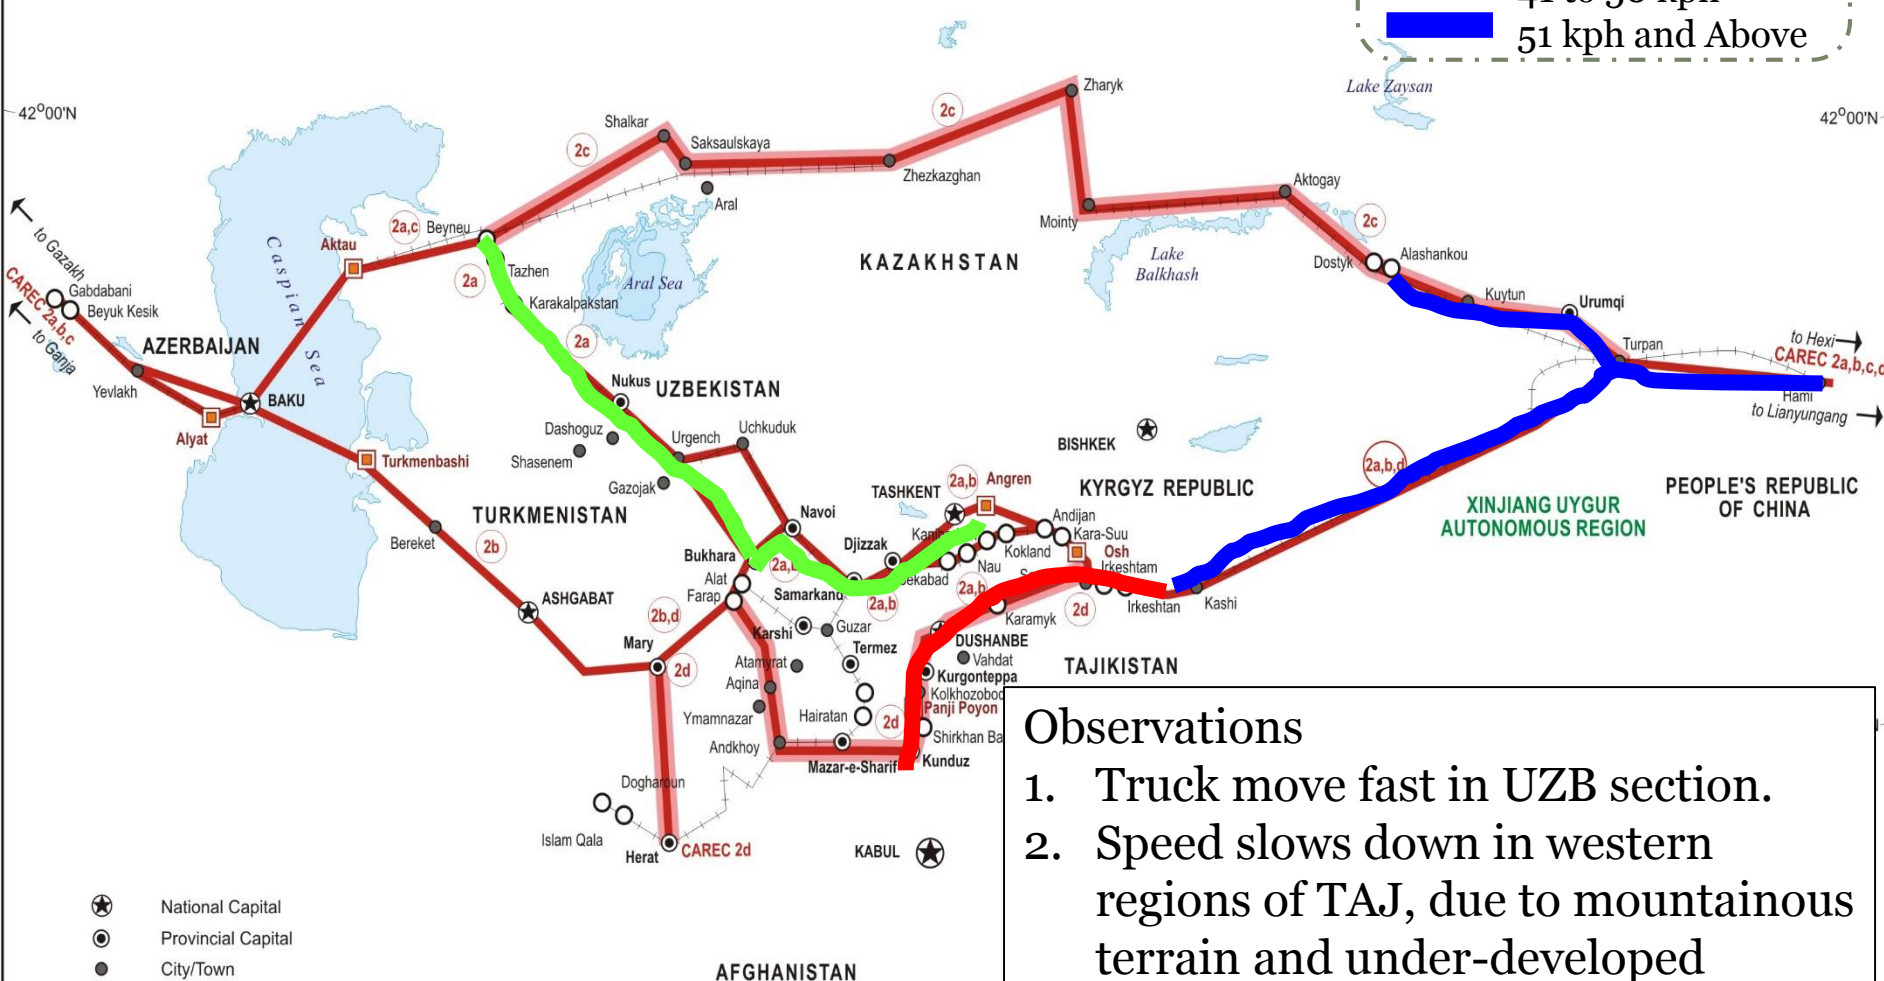 51 kph and Above
42°00'N
42°00'N
Lake Zaysan
Zharyk
2c
Shalkar
Saksaulskaya
2c
Zhezkazghan
Aral
Aktogay
Mointy
2c
2a,c
Beyneu
Aktau
Caspian Sea
Lake Balkhash
Dostyk
Alashankou
KAZAKHSTAN
to Gazakh
CAREC 2a,b,c
to Ganja
Gabdabani
Beyuk Kesik
2a
Tazhen
Karakalpakstan
Aral Sea
Kuytun
Urumqi
Turpan
to Hexi
CAREC 2a,b,c,d
Hami
to Lianyungang
AZERBAIJAN
Yevlakh
BAKU
Alyat
2a
Nukus
UZBEKISTAN
Dashoguz
Shasenem
Urgench
Uchkuduk
Gazojak
BISHKEK
Turkmenbashi
2a,b,d
KYRGYZ REPUBLIC
TASHKENT
2a,b
Angren
XINJIANG UYGUR
AUTONOMOUS REGION
PEOPLE'S REPUBLIC
OF CHINA
TURKMENISTAN
Bereket
2b
Navoi
Andijan
Kara-Suu
Djizzak
Kokland
Osh
Bukhara
Nau
Irkeshtam
Alat
Farap
Samarkand
2a,b
2a,b
2d
Karamyk
Irkeshtan
Kashi
ASHGABAT
2b,d
Mary
2d
Karshi
Guzar
Termez
DUSHANBE
Vahdat
TAJIKISTAN
Atamyrat
Aqina
Ymamnazar
Hairatan
Kurgonteppa
Kolkhozobod
Panji Poyon
2d
Shirkhan Ba
Andkhoy
Mazar-e-Sharif
Kunduz
Dogharoun
Islam Qala
Herat
CAREC 2d
KABUL
AFGHANISTAN
National Capital
Provincial Capital
City/Town
Observations
1. Truck move fast in UZB section.
2. Speed slows down in western
regions of TAJ, due to mountainous
terrain and under-developed